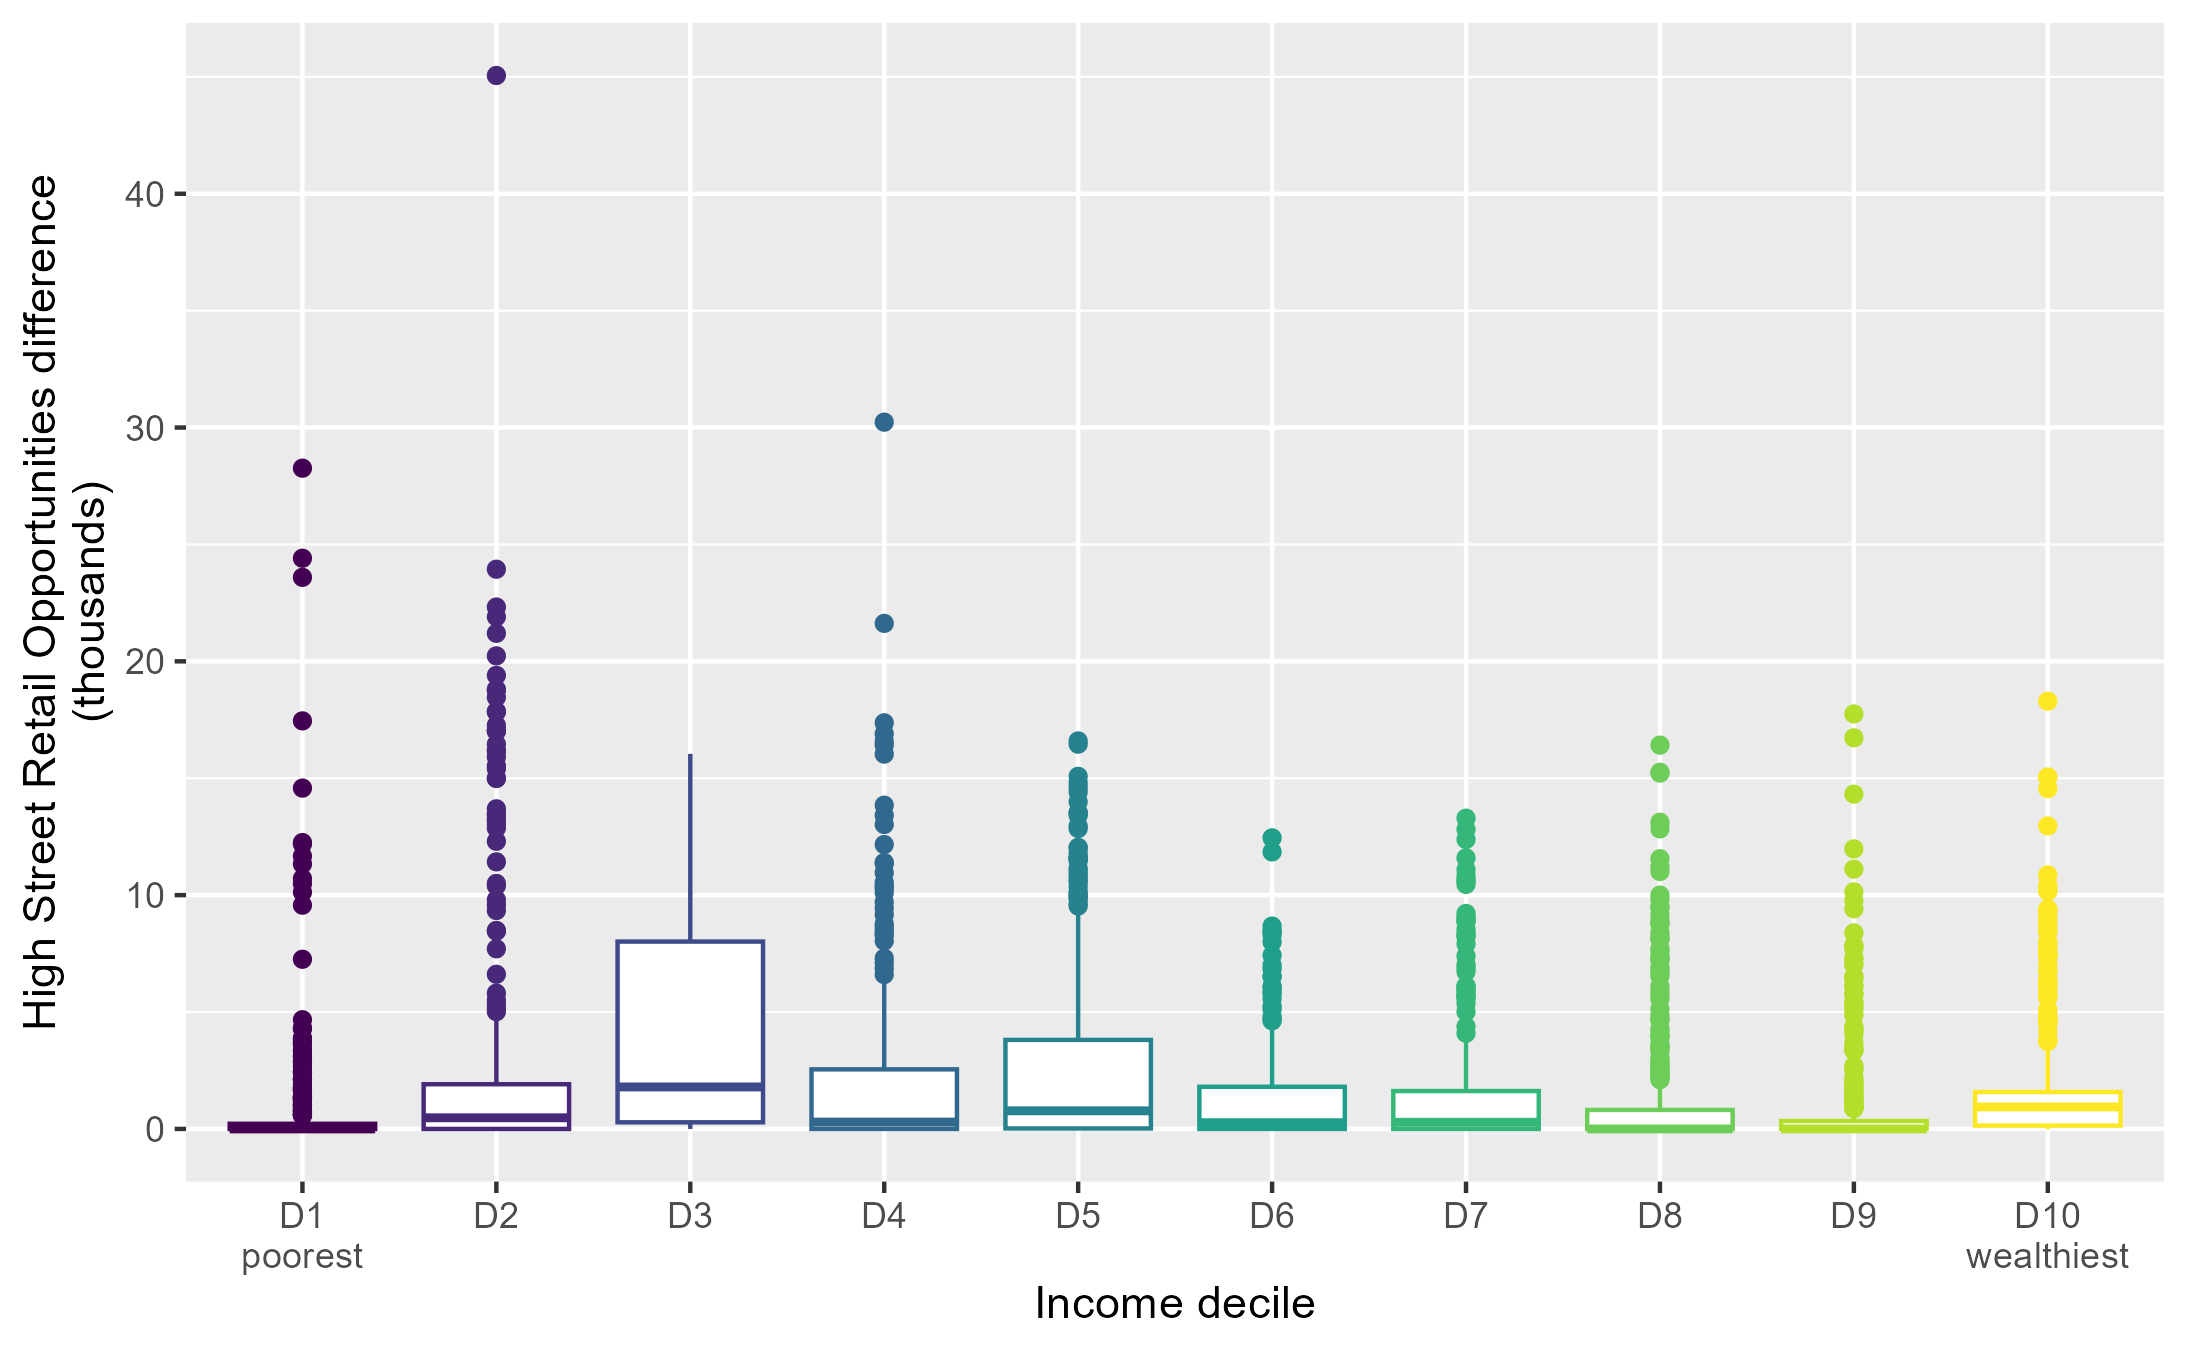 High Street Retail Opportunities difference
(thousands)
40
30
20
10
0
D1 D2 D3 D4 D5 D6 D7 D8 D9 D10
poorest wealthiest
Income decile